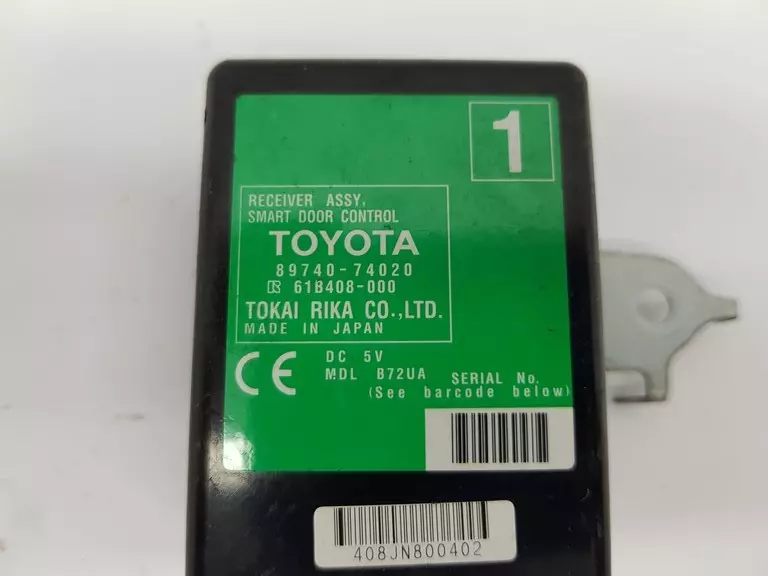 1
RECEIVER ASSY,
SMART DOOR CONTROL
TOYOTA
89740-74020
61B408-000
TOKAI RIKA CO.,LTD.
MADE IN JAPAN
CE
DC 5V
MDL B72UA SERIAL No.
(See barcode below)
408JN800402